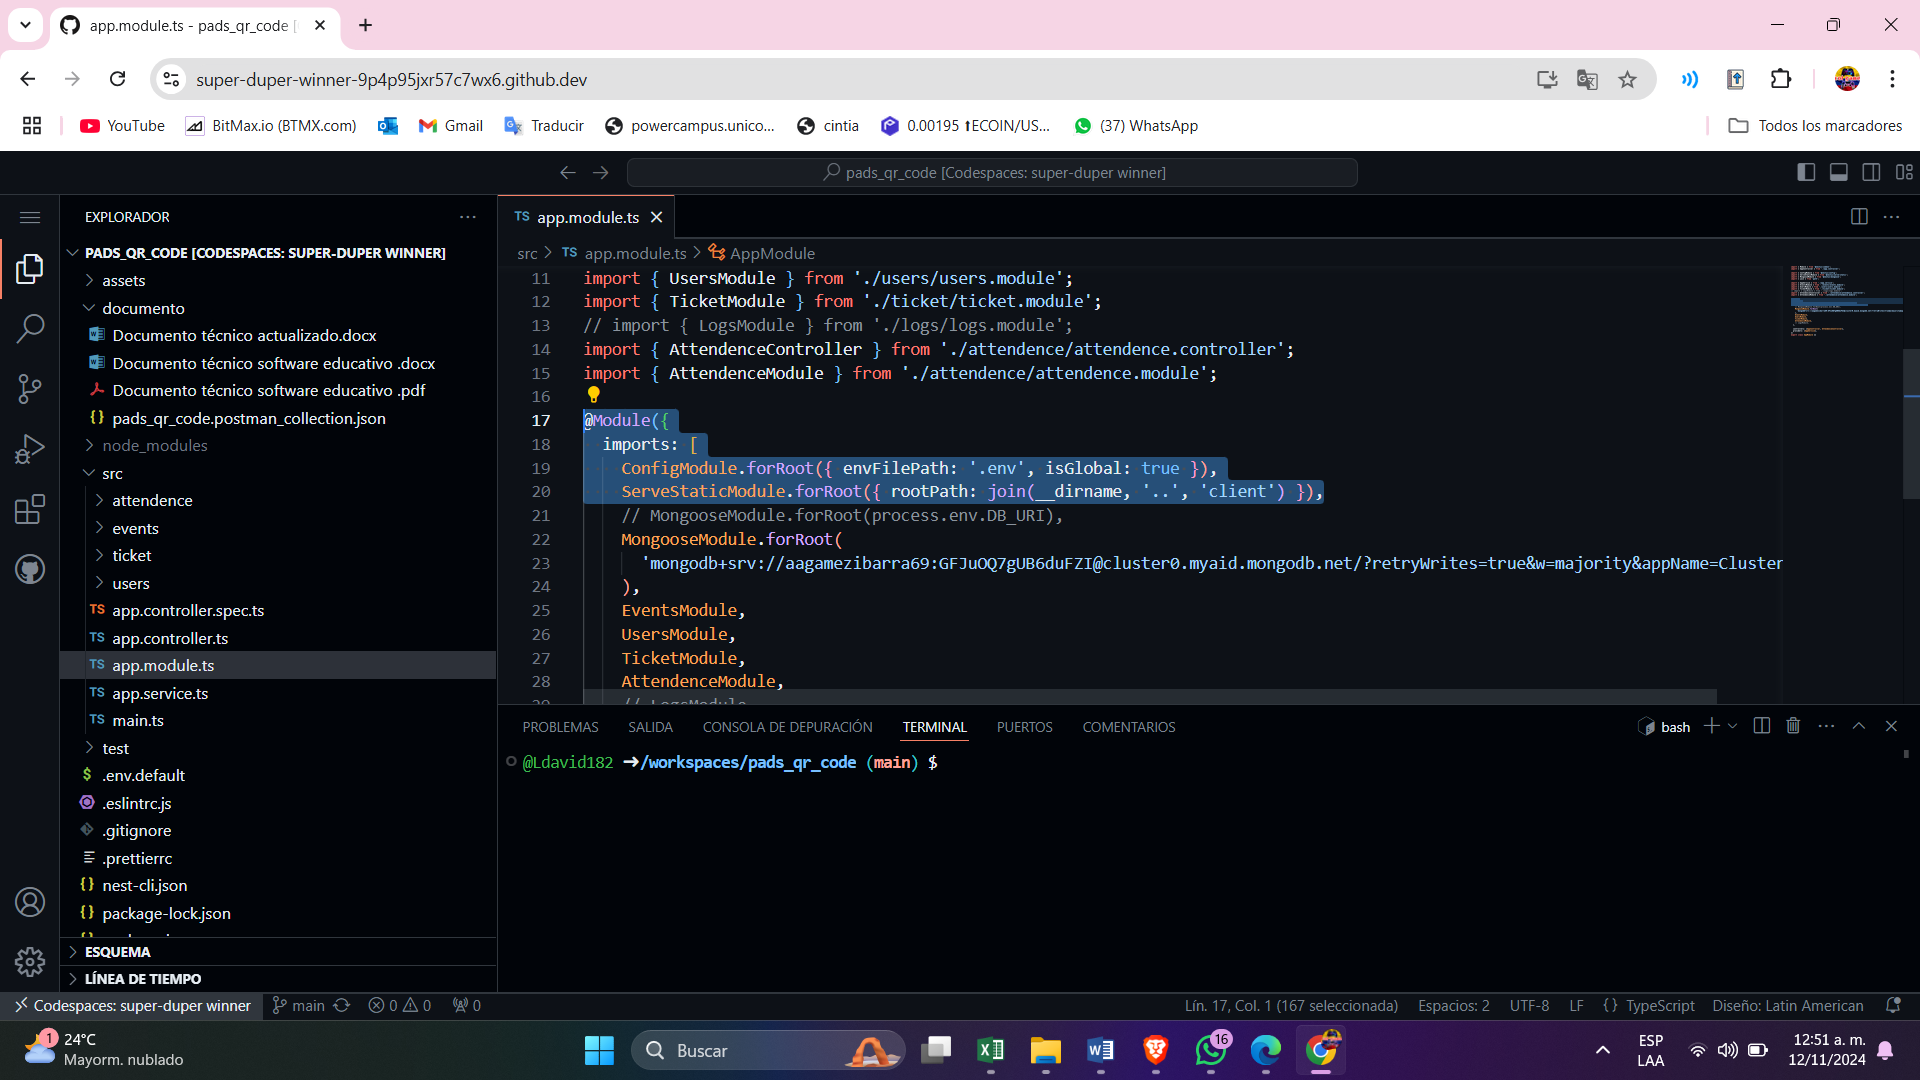 app.module.ts - pads_qr_code [
super-duper-winner-9p4p95jxr57c7wx6.github.dev
YouTube
BitMax.io (BTMX.com)
Gmail
Traducir
powercampus.unico...
cintia
0.00195 ⬆ECOIN/US...
(37) WhatsApp
Todos los marcadores
pads_qr_code [Codespaces: super-duper winner]
EXPLORADOR
PADS_QR_CODE [CODESPACES: SUPER-DUPER WINNER]
assets
documento
Documento técnico actualizado.docx
Documento técnico software educativo .docx
Documento técnico software educativo .pdf
pads_qr_code.postman_collection.json
node_modules
src
attendence
events
ticket
users
TS app.controller.spec.ts
TS app.controller.ts
TS app.module.ts
TS app.service.ts
TS main.ts
test
.env.default
.eslintrc.js
.gitignore
.prettierrc
nest-cli.json
package-lock.json
ESQUEMA
LÍNEA DE TIEMPO
TS app.module.ts
src > TS app.module.ts > AppModule
11 import { UsersModule } from './users/users.module';
12 import { TicketModule } from './ticket/ticket.module';
13 // import { LogsModule } from './logs/logs.module';
14 import { AttendenceController } from './attendence/attendence.controller';
15 import { AttendenceModule } from './attendence/attendence.module';
16
17 @Module({
18 imports: [
19 ConfigModule.forRoot({ envFilePath: '.env', isGlobal: true }),
20 ServeStaticModule.forRoot({ rootPath: join(__dirname, '..', 'client') }),
21 // MongooseModule.forRoot(process.env.DB_URI),
22 MongooseModule.forRoot(
23 'mongodb+srv://aagamezibarra69:GFJuOQ7gUB6duFZI@cluster0.myaid.mongodb.net/?retryWrites=true&w=majority&appName=Cluster
24 ),
25 EventsModule,
26 UsersModule,
27 TicketModule,
28 AttendenceModule,
// LogsModule
PROBLEMAS
SALIDA
CONSOLA DE DEPURACIÓN
TERMINAL
PUERTOS
COMENTARIOS
bash
@Ldavid182 ➜/workspaces/pads_qr_code (main) $
Codespaces: super-duper winner
main
0 0
0
Lín. 17, Col. 1 (167 seleccionada)
Espacios: 2
UTF-8
LF
{ } TypeScript
Diseño: Latin American
1
24°C
Mayorm. nublado
Buscar
16
ESP
LAA
12:51 a. m.
12/11/2024